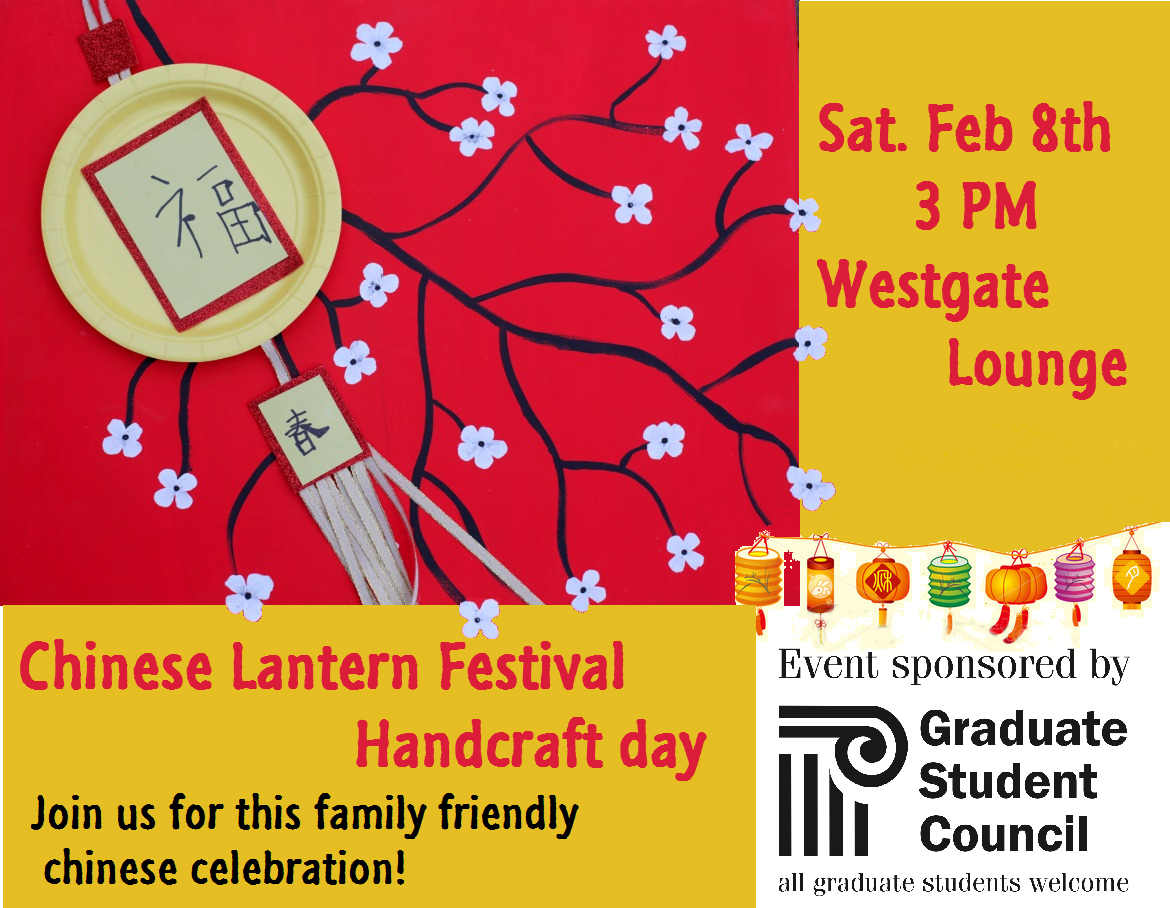 福
春
Sat. Feb 8th
3 PM
Westgate
Lounge
Chinese Lantern Festival
Handcraft day
Join us for this family friendly
chinese celebration!
Event sponsored by
Graduate
Student
Council
all graduate students welcome